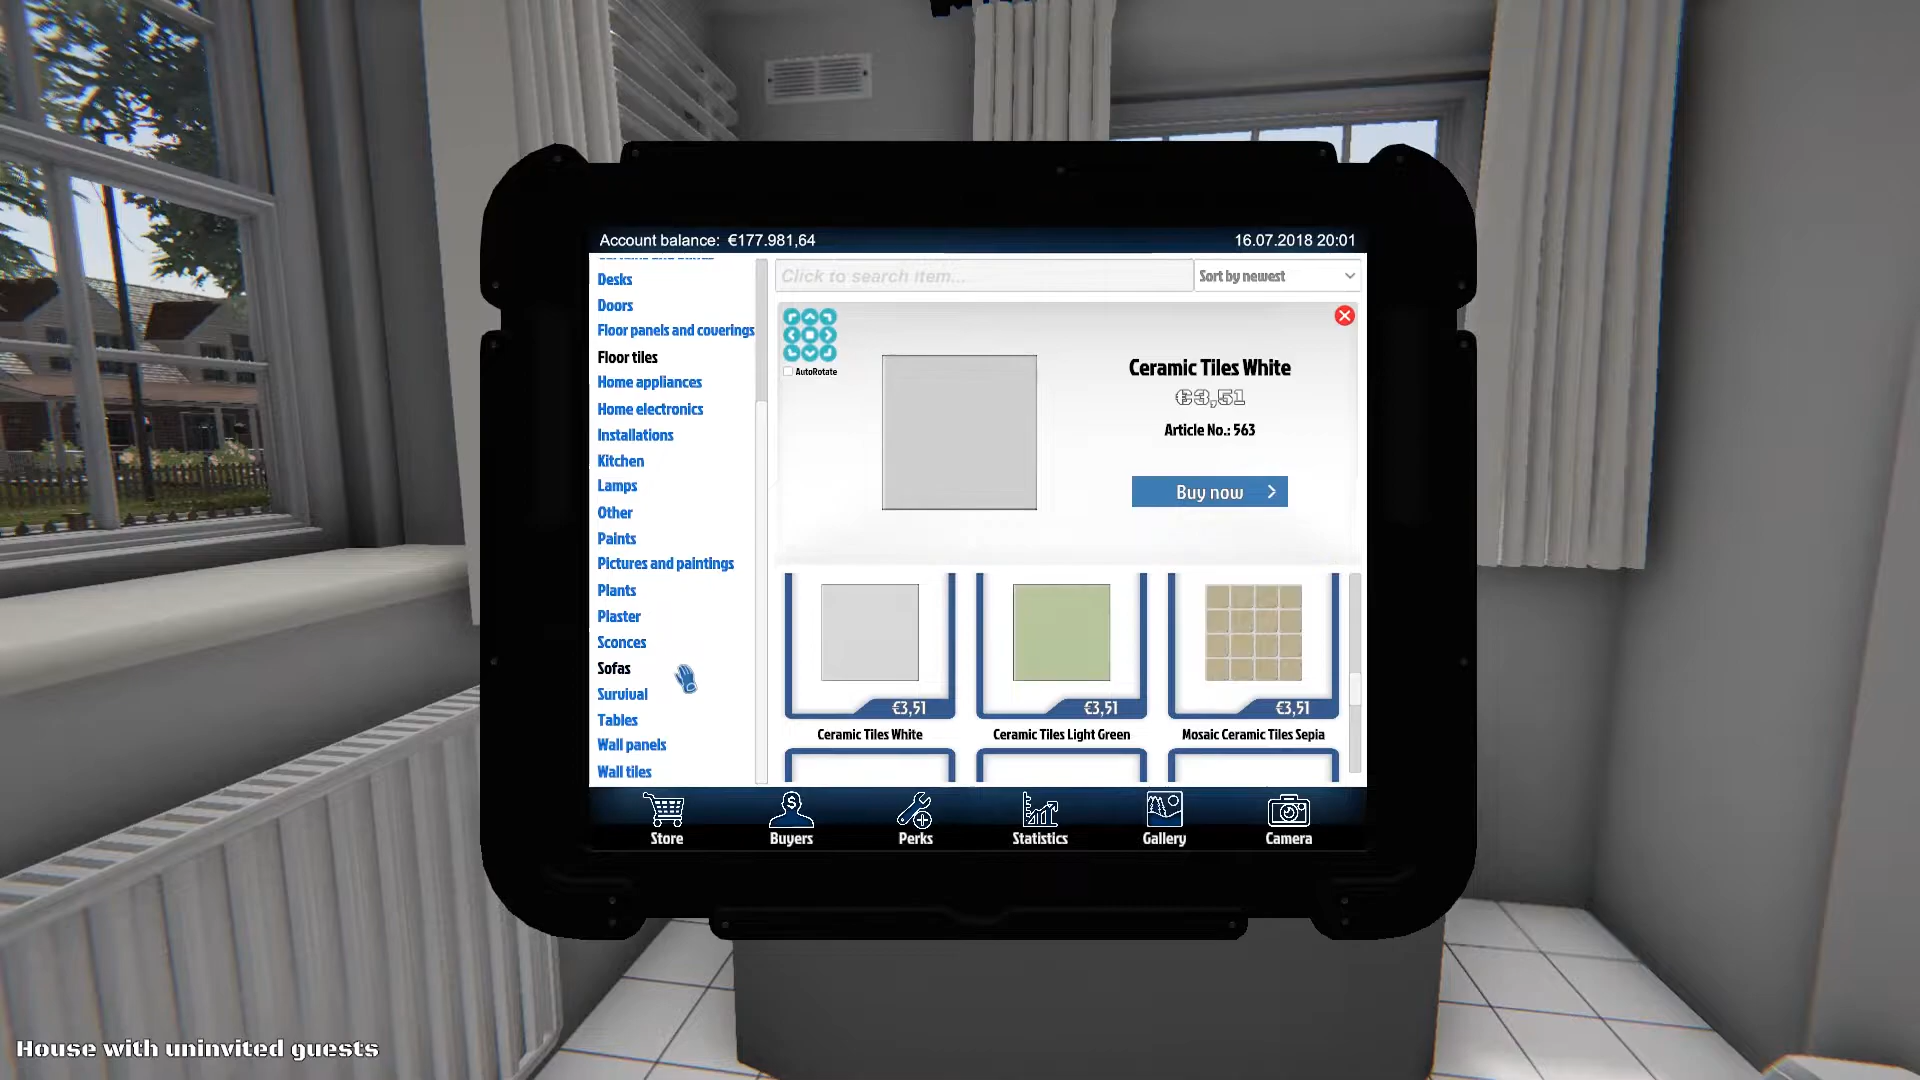 Account balance: €177.981,64
16.07.2018 20:01
Desks
Doors
Floor panels and coverings
Floor tiles
Home appliances
Home electronics
Installations
Kitchen
Lamps
Other
Paints
Pictures and paintings
Plants
Plaster
Sconces
Sofas
Survival
Tables
Wall panels
Wall tiles
Click to search item...
Sort by newest
AutoRotate
Ceramic Tiles White
€3,51
Article No.: 563
Buy now
€3,51
€3,51
€3,51
Ceramic Tiles White
Ceramic Tiles Light Green
Mosaic Ceramic Tiles Sepia
Store
Buyers
Perks
Statistics
Gallery
Camera
House with uninvited guests